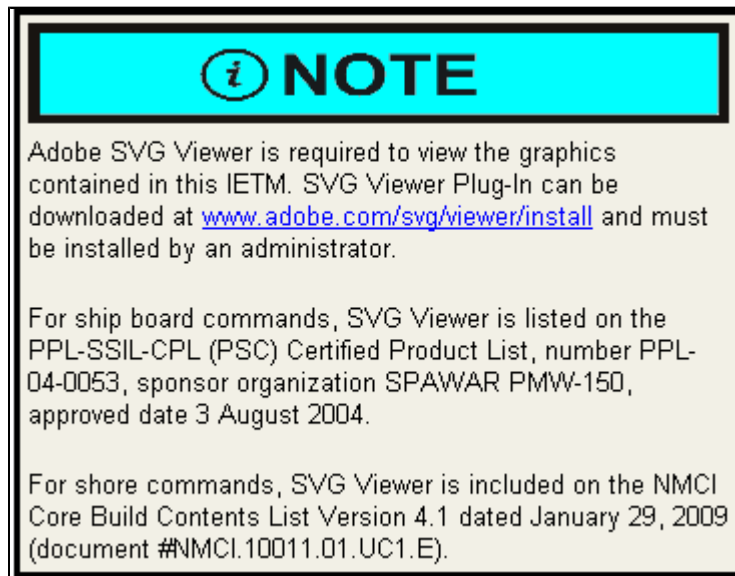 i NOTE
Adobe SVG Viewer is required to view the graphics
contained in this IETM. SVG Viewer Plug-In can be
downloaded at www.adobe.com/svg/viewer/install and must
be installed by an administrator.
For ship board commands, SVG Viewer is listed on the
PPL-SSIL-CPL (PSC) Certified Product List, number PPL-
04-0053, sponsor organization SPAWAR PMW-150,
approved date 3 August 2004.
For shore commands, SVG Viewer is included on the NMCI
Core Build Contents List Version 4.1 dated January 29, 2009
(document #NMCI.10011.01.UC1.E).